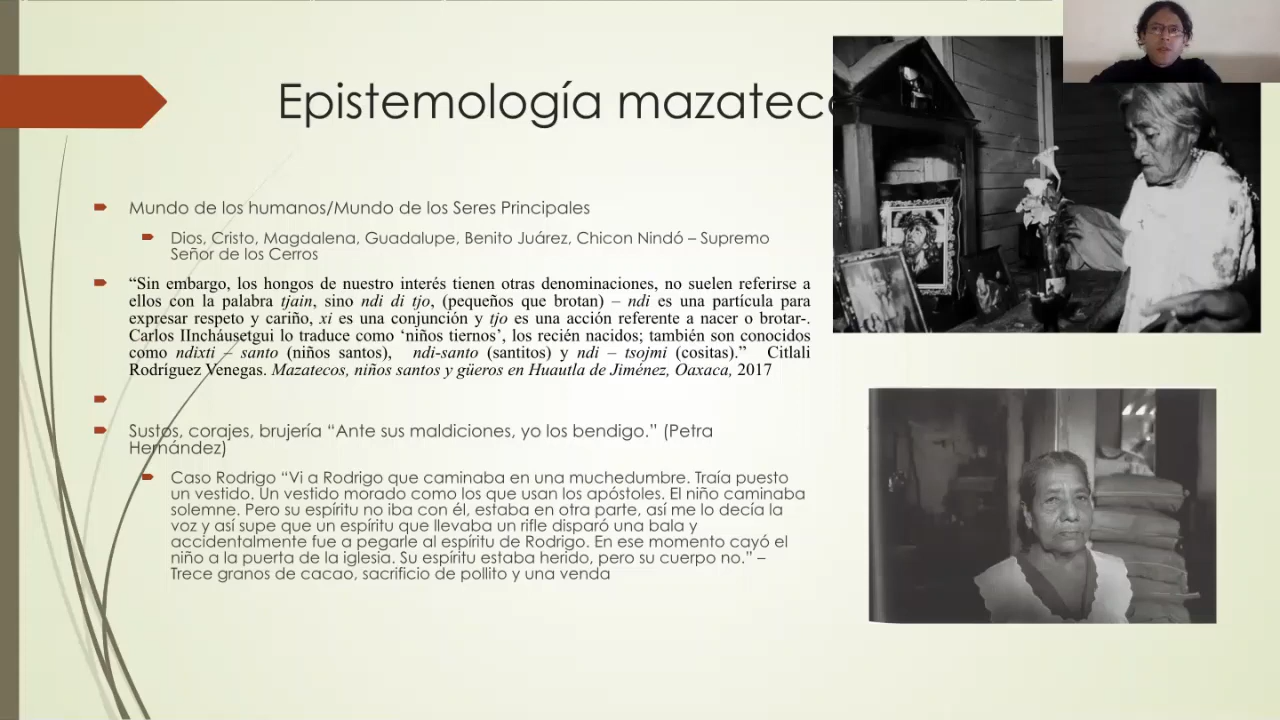 Epistemología mazatec
Mundo de los humanos/Mundo de los Seres Principales
Dios, Cristo, Magdalena, Guadalupe, Benito Juárez, Chicon Nindó – Supremo
Señor de los Cerros
“Sin embargo, los hongos de nuestro interés tienen otras denominaciones, no suelen referirse a
ellos con la palabra tjain, sino ndi di tjo, (pequeños que brotan) – ndi es una partícula para
expresar respeto y cariño, xi es una conjunción y tjo es una acción referente a nacer o brotar-.
Carlos IIncháusetgui lo traduce como ‘niños tiernos’, los recién nacidos; también son conocidos
como ndixti – santo (niños santos), ndi-santo (santitos) y ndi – tsojmi (cositas).” Citlali
Rodríguez Venegas. Mazatecos, niños santos y güeros en Huautla de Jiménez, Oaxaca, 2017
Sustos, corajes, brujería “Ante sus maldiciones, yo los bendigo.” (Petra
Hernández)
Caso Rodrigo “Vi a Rodrigo que caminaba en una muchedumbre. Traía puesto
un vestido. Un vestido morado como los que usan los apóstoles. El niño caminaba
solemne. Pero su espíritu no iba con él, estaba en otra parte, así me lo decía la
voz y así supe que un espíritu que llevaba un rifle disparó una bala y
accidentalmente fue a pegarle al espíritu de Rodrigo. En ese momento cayó el
niño a la puerta de la iglesia. Su espíritu estaba herido, pero su cuerpo no.” –
Trece granos de cacao, sacrificio de pollito y una venda